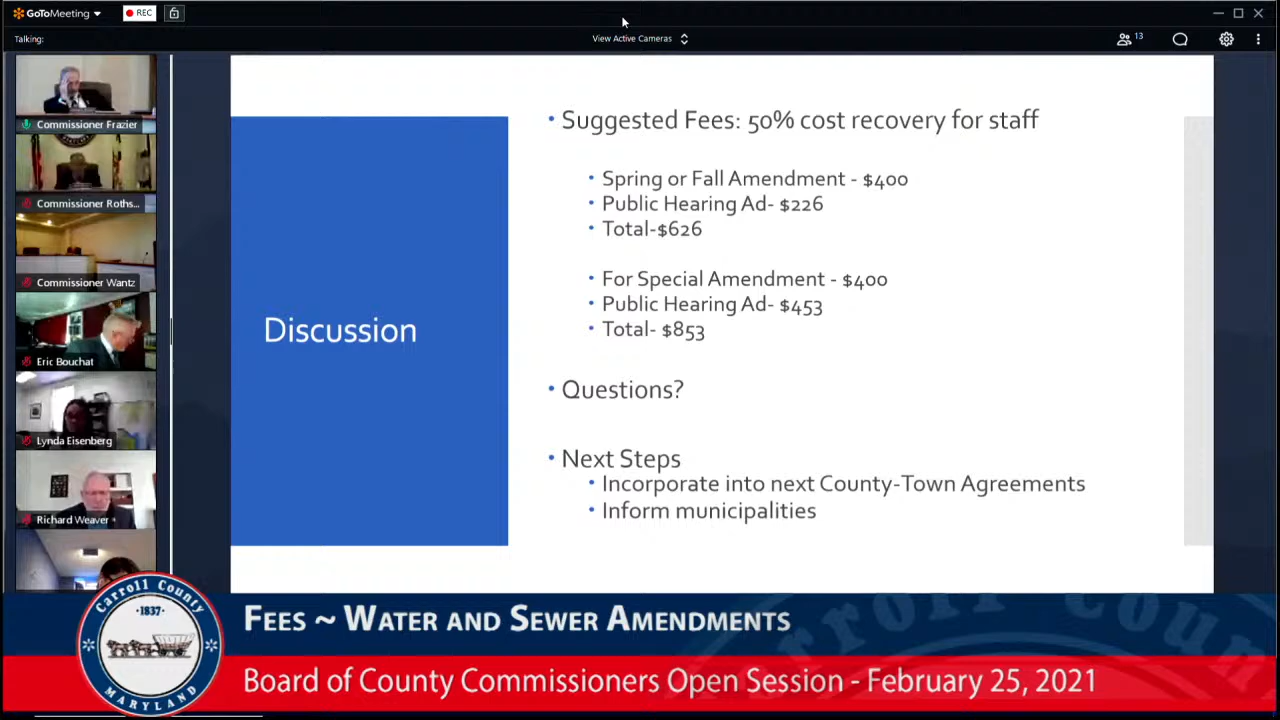 GoToMeeting
REC
Talking:
View Active Cameras
13
Commissioner Frazier
Commissioner Roths...
Commissioner Wantz
Eric Bouchat
Lynda Eisenberg
Richard Weaver
Discussion
• Suggested Fees: 50% cost recovery for staff
• Spring or Fall Amendment - $400
• Public Hearing Ad- $226
• Total-$626
• For Special Amendment - $400
• Public Hearing Ad- $453
• Total- $853
• Questions?
• Next Steps
• Incorporate into next County-Town Agreements
• Inform municipalities
Carroll County
·1837·
MARYLAND
FEES ~ WATER AND SEWER AMENDMENTS
Board of County Commissioners Open Session - February 25, 2021